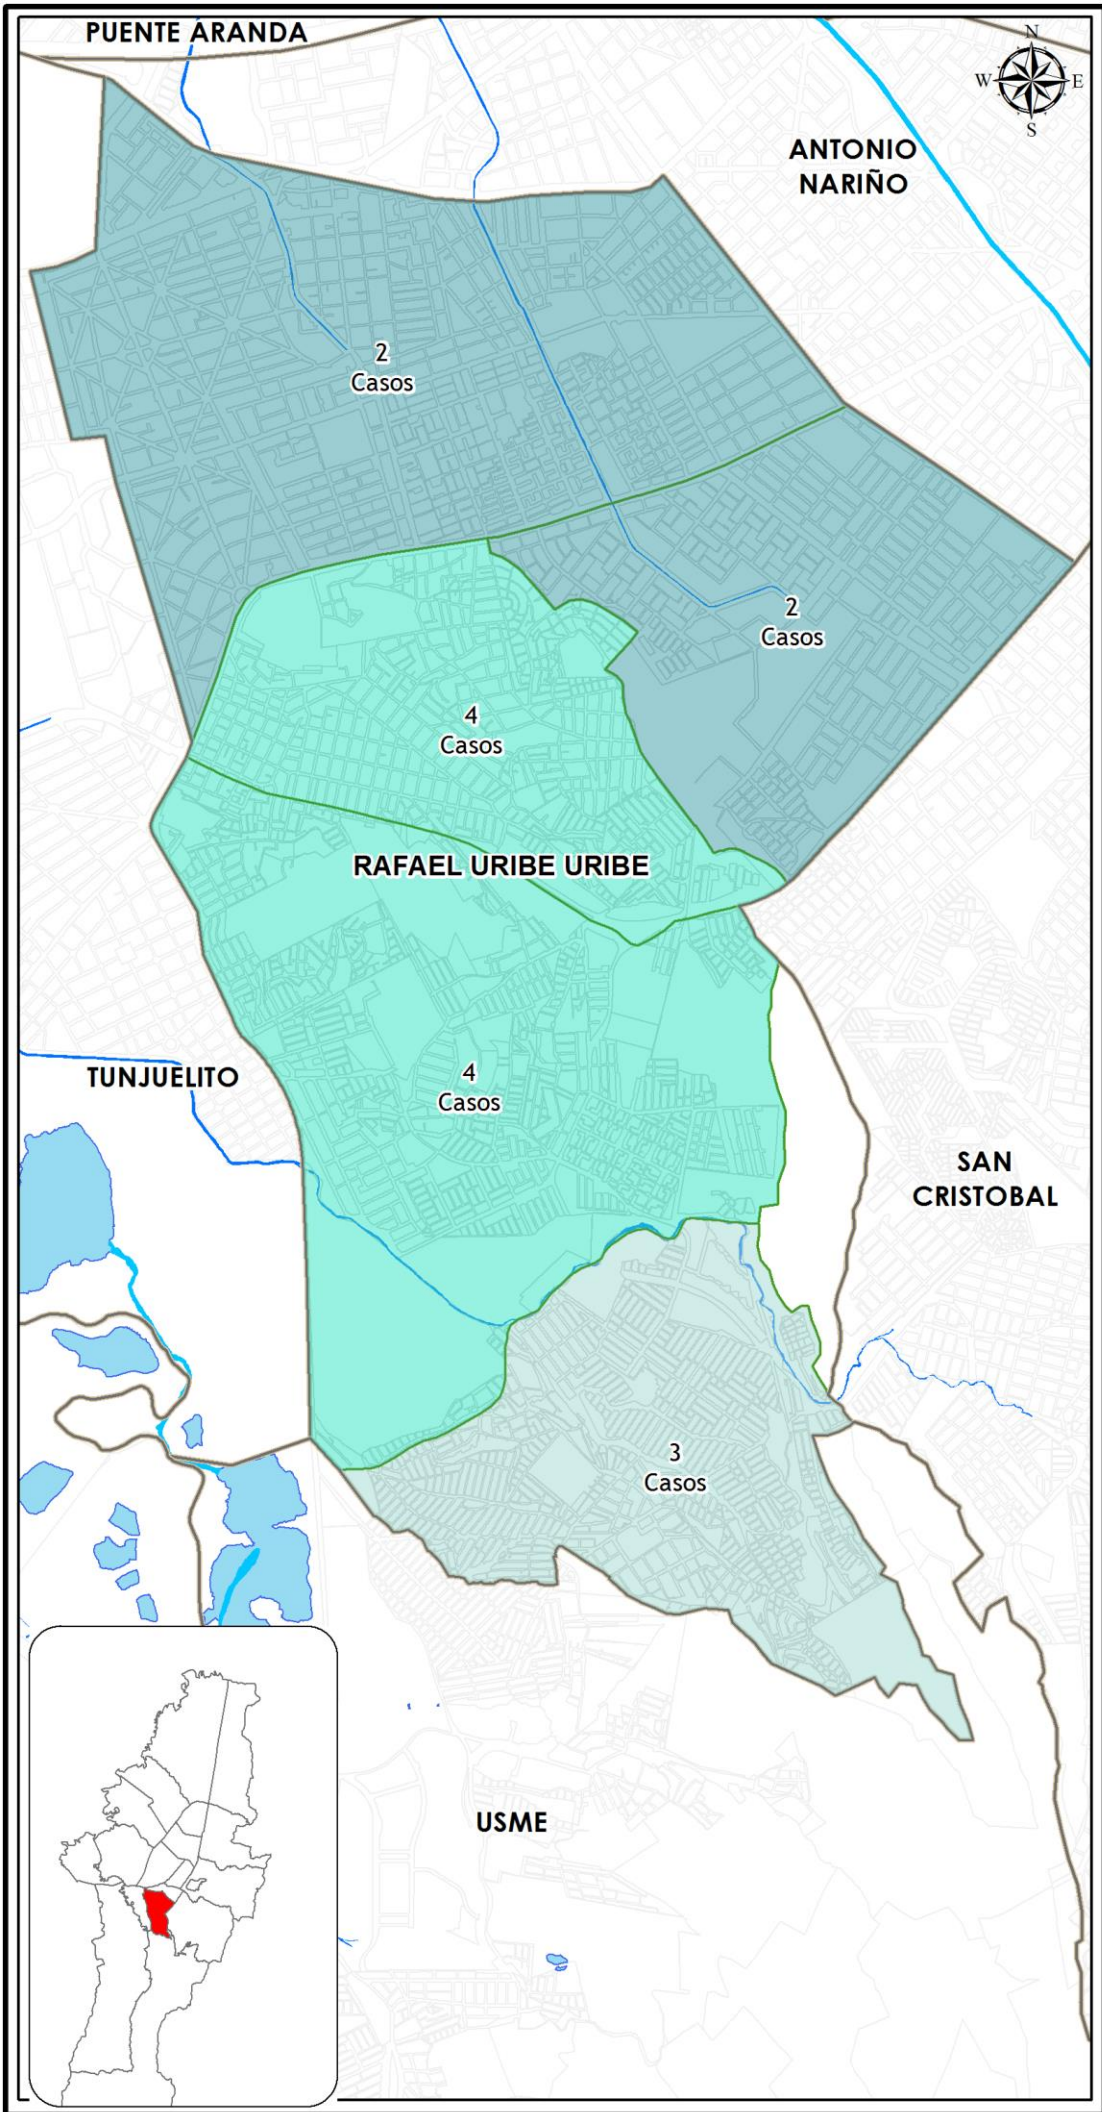 PUENTE ARANDA
N
W
E
S
ANTONIO
NARIÑO
2
Casos
2
Casos
4
Casos
RAFAEL URIBE URIBE
TUNJUELITO
4
Casos
SAN
CRISTOBAL
3
Casos
USME